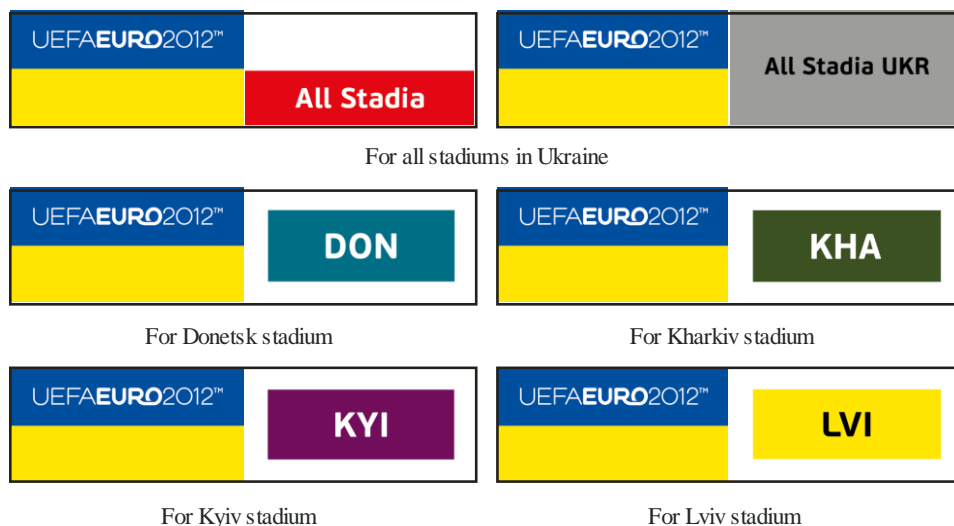 UEFAEURO2012™ UEFAEURO2012™
All Stadia UKR
All Stadia
For all stadiums in Ukraine
UEFAEURO2012™ UEFAEURO2012™
DON KHA
For Donetsk stadium For Kharkiv stadium
UEFAEURO2012™ UEFAEURO2012™
KYI LVI
For Kyiv stadium For Lviv stadium